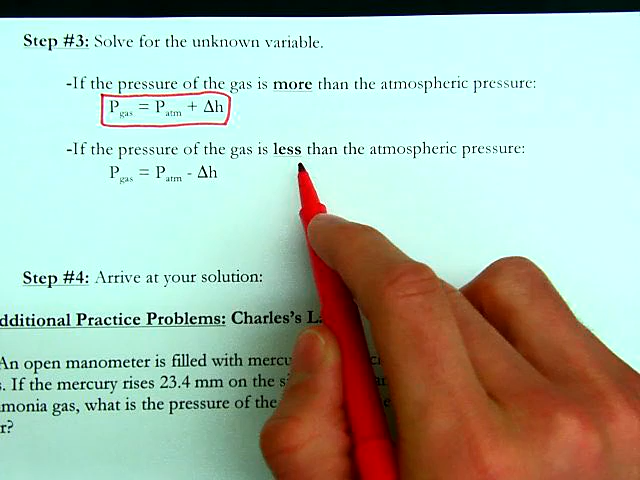 Step #3: Solve for the unknown variable.
-If the pressure of the gas is more than the atmospheric pressure:
Pgas = Patm + Δh
-If the pressure of the gas is less than the atmospheric pressure:
Pgas = Patm - Δh
Step #4: Arrive at your solution:
dditional Practice Problems: Charles's L
An open manometer is filled with mercu
s. If the mercury rises 23.4 mm on the s
monia gas, what is the pressure of the
r?